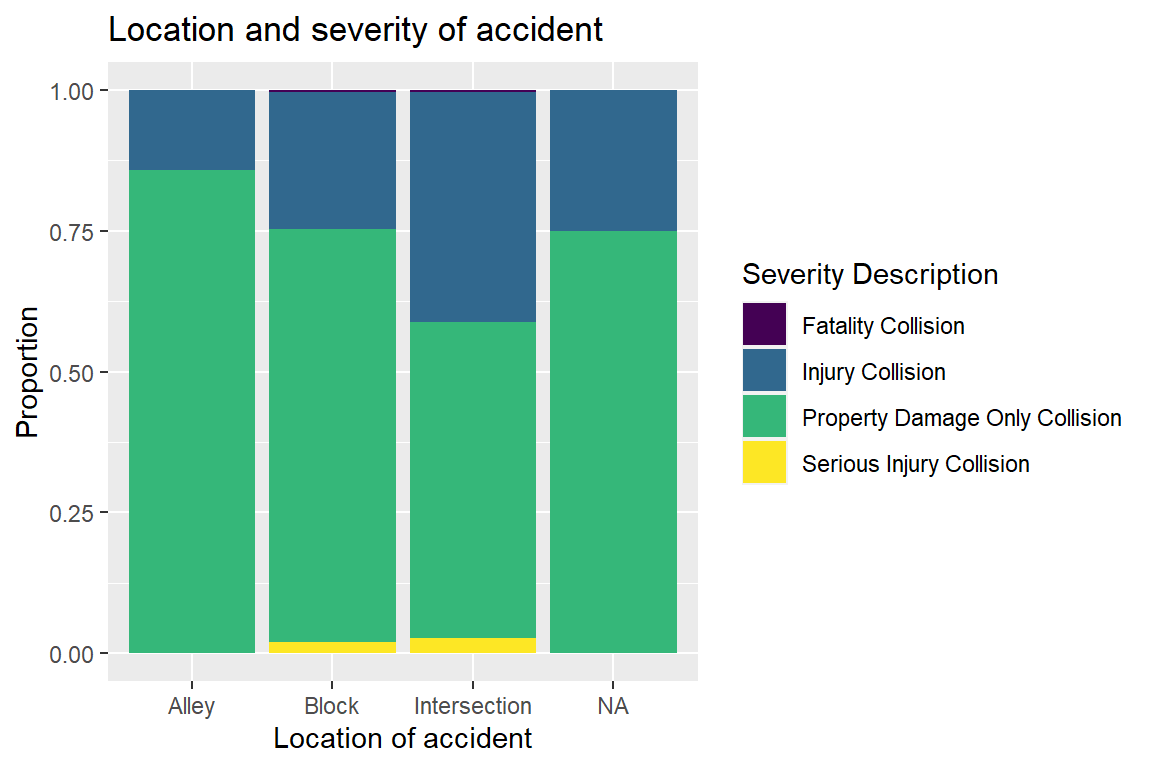 Location and severity of accident
1.00
0.75
0.50
0.25
0.00
Proportion
Alley Block Intersection NA
Location of accident
Severity Description
Fatality Collision
Injury Collision
Property Damage Only Collision
Serious Injury Collision